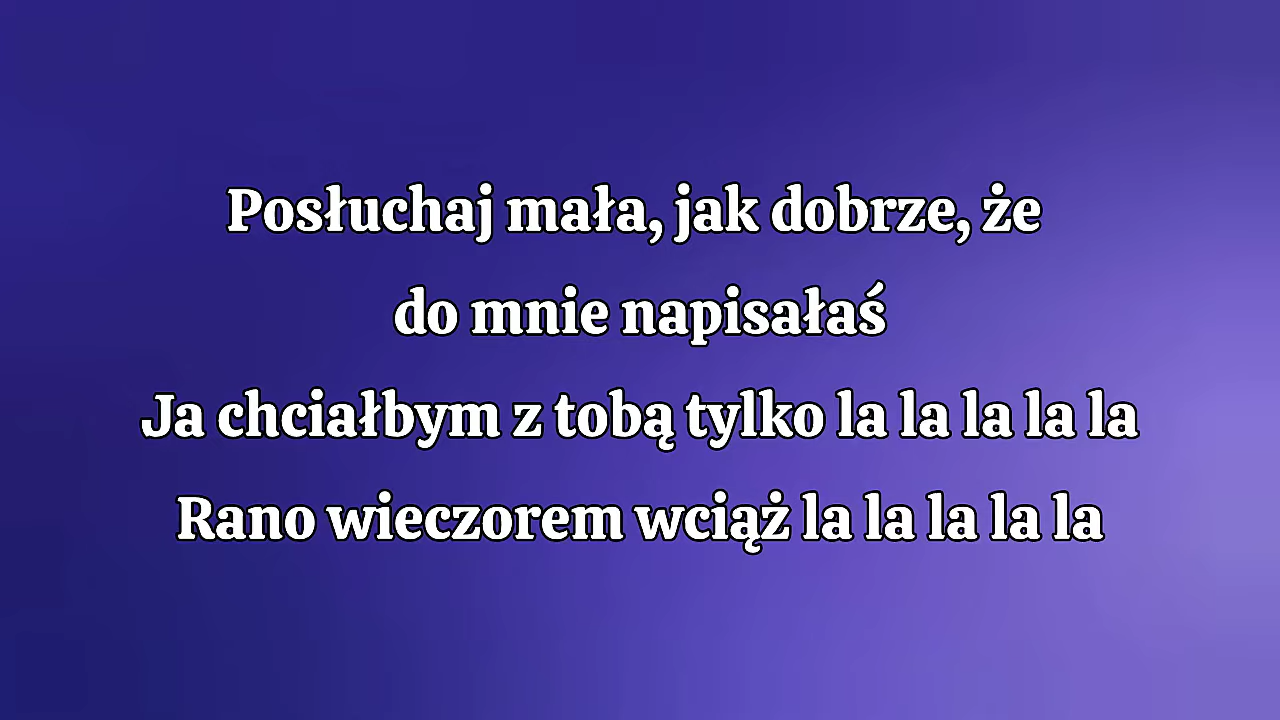 Posłuchaj mała, jak dobrze, że
do mnie napisałaś
Ja chciałbym z tobą tylko la la la la la
Rano wieczorem wciąż la la la la la